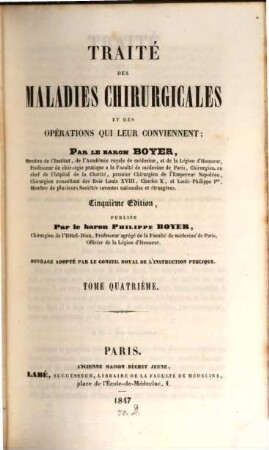 TRAITÉ
DES
MALADIES CHIRURGICALES
ET DES
OPÉRATIONS QUI LEUR CONVIENNENT;
PAR LE BARON BOYER,
Membre de l'Institut, de l'Académie royale de médecine, et de la Légion d'Honneur,
Professeur de chirurgie pratique à la Faculté de médecine de Paris, Chirurgien en
chef de l'hôpital de la Charité, premier Chirurgien de l'Empereur Napoléon,
Chirurgien consultant des Rois Louis XVIII, Charles X, et Louis-Philippe Ier,
Membre de plusieurs Sociétés savantes nationales et étrangères.
Cinquième Édition,
PUBLIÉE
Par le baron PHILIPPE BOYER,
Chirurgien de l'Hôtel-Dieu, Professeur agrégé de la Faculté de médecine de Paris,
Officier de la Légion d'Honneur.
OUVRAGE ADOPTÉ PAR LE CONSEIL ROYAL DE L'INSTRUCTION PUBLIQUE.
TOME QUATRIÈME.
PARIS.
ANCIENNE MAISON BÉCHET JEUNE;
LABÉ, SUCCESSEUR, LIBRAIRE DE LA FACULTÉ DE MÉDECINE,
place de l'École-de-Médecine, 4.
1847